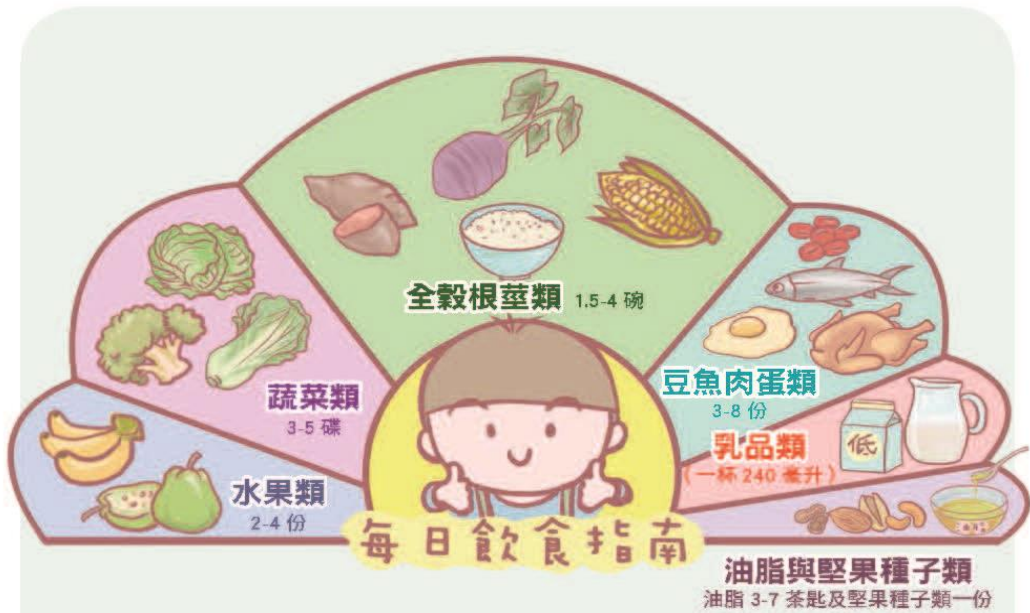 全穀根莖類 1.5-4 碗
蔬菜類
3-5 碟
豆魚肉蛋類
3-8 份
乳品類
(一杯 240 毫升)
低
水果類
2-4 份
每日飲食指南
油脂與堅果種子類
油脂 3-7 茶匙及堅果種子類一份